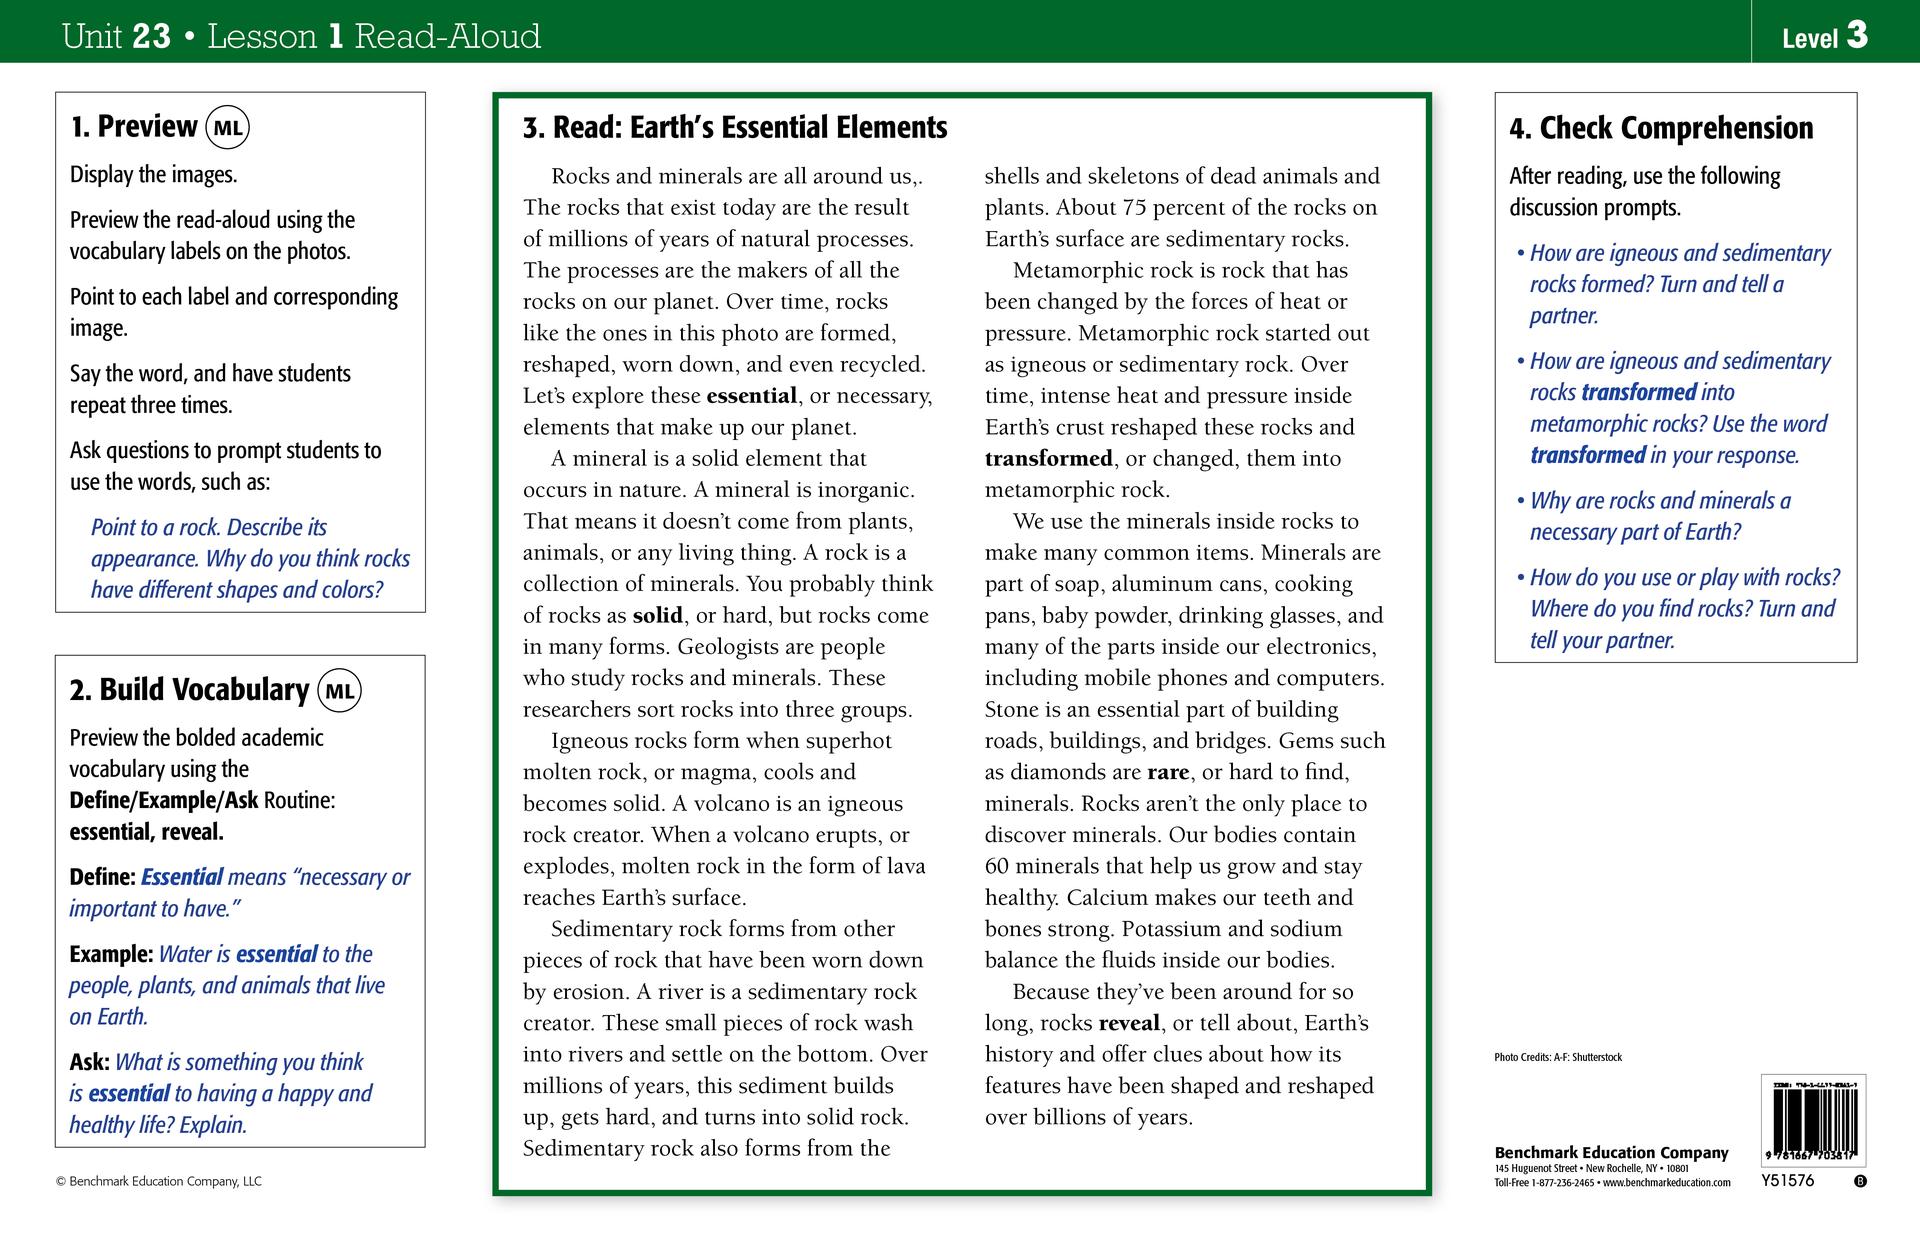 Unit 23 • Lesson 1 Read-Aloud
Level 3
1. Preview ML
Display the images.
Preview the read-aloud using the
vocabulary labels on the photos.
Point to each label and corresponding
image.
Say the word, and have students
repeat three times.
Ask questions to prompt students to
use the words, such as:
Point to a rock. Describe its
appearance. Why do you think rocks
have different shapes and colors?
2. Build Vocabulary ML
Preview the bolded academic
vocabulary using the
Define/Example/Ask Routine:
essential, reveal.
Define: Essential means “necessary or
important to have.”
Example: Water is essential to the
people, plants, and animals that live
on Earth.
Ask: What is something you think
is essential to having a happy and
healthy life? Explain.
© Benchmark Education Company, LLC
3. Read: Earth’s Essential Elements
Rocks and minerals are all around us,.
The rocks that exist today are the result
of millions of years of natural processes.
The processes are the makers of all the
rocks on our planet. Over time, rocks
like the ones in this photo are formed,
reshaped, worn down, and even recycled.
Let’s explore these essential, or necessary,
elements that make up our planet.
A mineral is a solid element that
occurs in nature. A mineral is inorganic.
That means it doesn’t come from plants,
animals, or any living thing. A rock is a
collection of minerals. You probably think
of rocks as solid, or hard, but rocks come
in many forms. Geologists are people
who study rocks and minerals. These
researchers sort rocks into three groups.
Igneous rocks form when superhot
molten rock, or magma, cools and
becomes solid. A volcano is an igneous
rock creator. When a volcano erupts, or
explodes, molten rock in the form of lava
reaches Earth’s surface.
Sedimentary rock forms from other
pieces of rock that have been worn down
by erosion. A river is a sedimentary rock
creator. These small pieces of rock wash
into rivers and settle on the bottom. Over
millions of years, this sediment builds
up, gets hard, and turns into solid rock.
Sedimentary rock also forms from the
shells and skeletons of dead animals and
plants. About 75 percent of the rocks on
Earth’s surface are sedimentary rocks.
Metamorphic rock is rock that has
been changed by the forces of heat or
pressure. Metamorphic rock started out
as igneous or sedimentary rock. Over
time, intense heat and pressure inside
Earth’s crust reshaped these rocks and
transformed, or changed, them into
metamorphic rock.
We use the minerals inside rocks to
make many common items. Minerals are
part of soap, aluminum cans, cooking
pans, baby powder, drinking glasses, and
many of the parts inside our electronics,
including mobile phones and computers.
Stone is an essential part of building
roads, buildings, and bridges. Gems such
as diamonds are rare, or hard to find,
minerals. Rocks aren’t the only place to
discover minerals. Our bodies contain
60 minerals that help us grow and stay
healthy. Calcium makes our teeth and
bones strong. Potassium and sodium
balance the fluids inside our bodies.
Because they’ve been around for so
long, rocks reveal, or tell about, Earth’s
history and offer clues about how its
features have been shaped and reshaped
over billions of years.
4. Check Comprehension
After reading, use the following
discussion prompts.
• How are igneous and sedimentary
rocks formed? Turn and tell a
partner.
• How are igneous and sedimentary
rocks transformed into
metamorphic rocks? Use the word
transformed in your response.
• Why are rocks and minerals a
necessary part of Earth?
• How do you use or play with rocks?
Where do you find rocks? Turn and
tell your partner.
Photo Credits: A-F: Shutterstock
Benchmark Education Company
145 Huguenot Street • New Rochelle, NY • 10801
Toll-Free 1-877-236-2465 • www.benchmarkeducation.com
9 781667 703817
Y51576
B